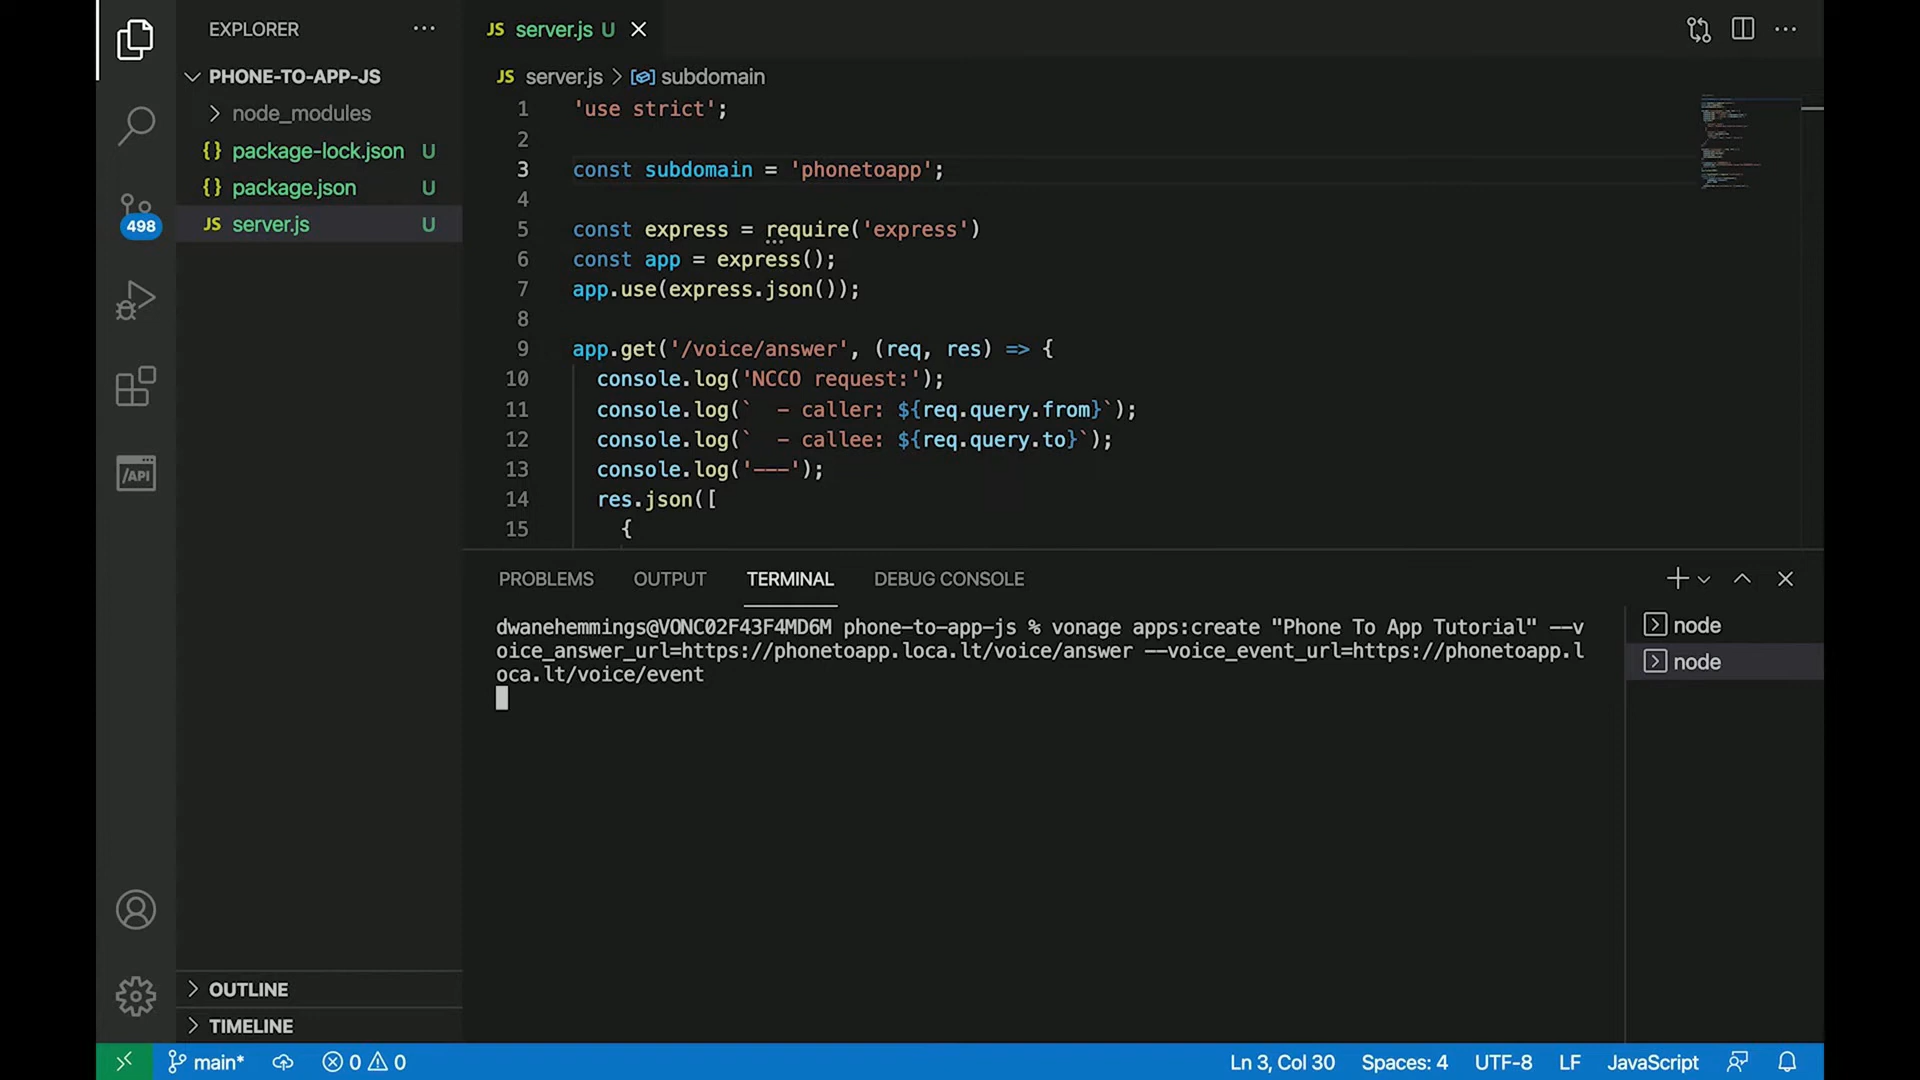 EXPLORER
PHONE-TO-APP-JS
node_modules
{} package-lock.json U
{} package.json U
JS server.js U
498
/API
OUTLINE
TIMELINE
JS server.js U
JS server.js > subdomain
1 'use strict';
2
3 const subdomain = 'phonetoapp';
4
5 const express = require('express')
6 const app = express();
7 app.use(express.json());
8
9 app.get('/voice/answer', (req, res) => {
10 console.log('NCCO request:');
11 console.log(`  - caller: ${req.query.from}`);
12 console.log(`  - callee: ${req.query.to}`);
13 console.log('---');
14 res.json([
15 {
PROBLEMS OUTPUT TERMINAL DEBUG CONSOLE
dwanehemmings@VONC02F43F4MD6M phone-to-app-js % vonage apps:create "Phone To App Tutorial" --v
oice_answer_url=https://phonetoapp.loca.lt/voice/answer --voice_event_url=https://phonetoapp.l
oca.lt/voice/event
node
node
main* 0 0 Ln 3, Col 30 Spaces: 4 UTF-8 LF JavaScript